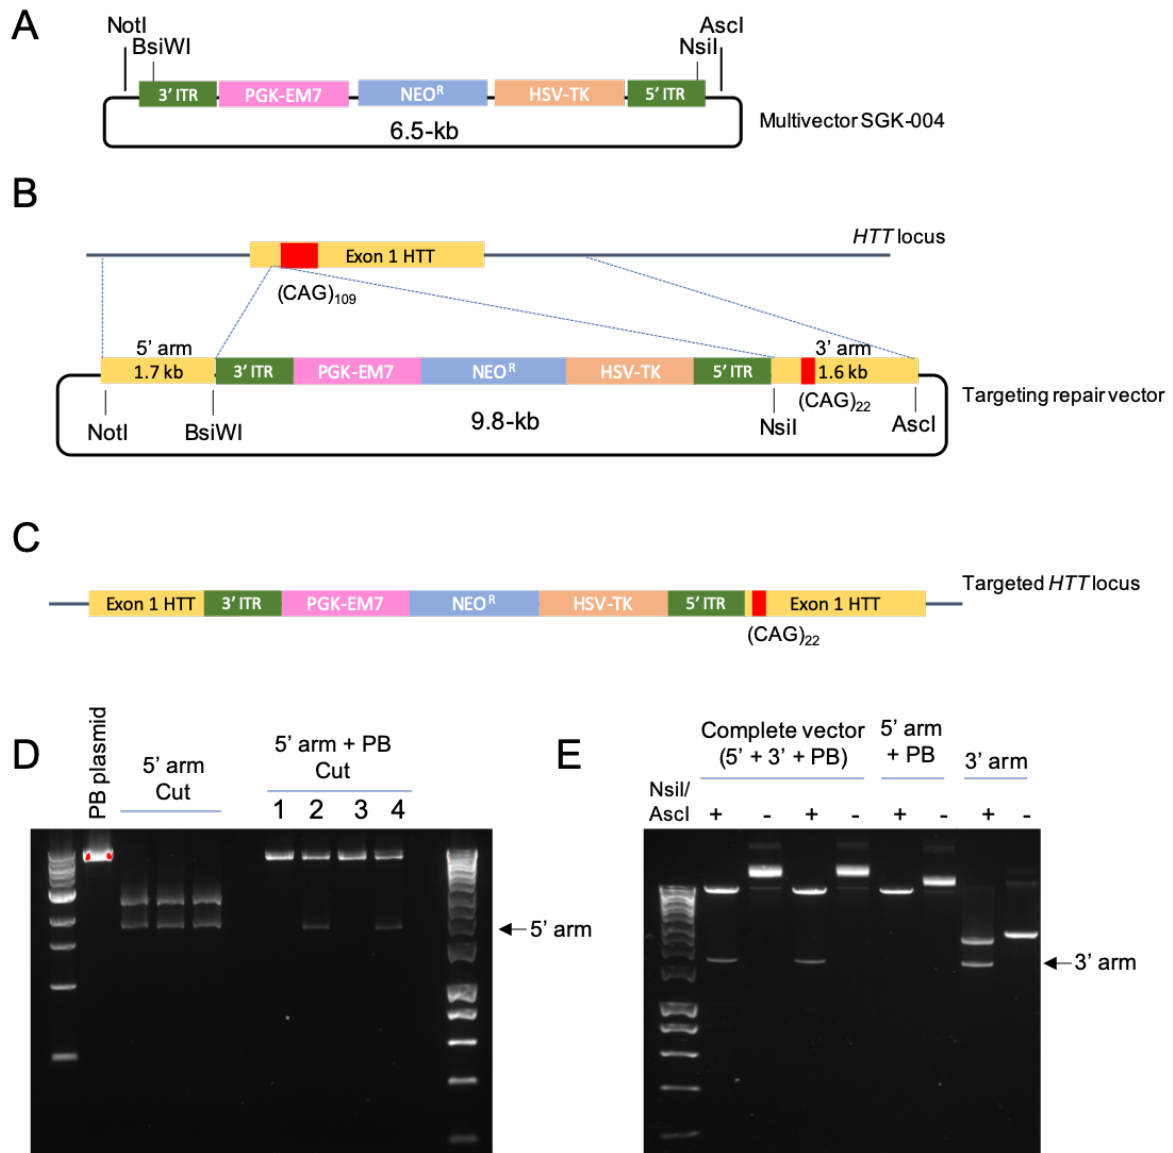 A
NotI
BsiWI
AscI
NsiI
3' ITR
PGK-EM7
NEOᴿ
HSV-TK
5' ITR
6.5-kb
Multivector SGK-004
B
HTT locus
Exon 1 HTT
(CAG)₁₀₉
5' arm
1.7 kb
3' ITR
PGK-EM7
NEOᴿ
HSV-TK
5' ITR
3' arm
1.6 kb
(CAG)₂₂
NotI
BsiWI
9.8-kb
NsiI
AscI
Targeting repair vector
C
Exon 1 HTT
3' ITR
PGK-EM7
NEOᴿ
HSV-TK
5' ITR
Exon 1 HTT
(CAG)₂₂
Targeted HTT locus
D
PB plasmid
5' arm
Cut
5' arm + PB
Cut
1 2 3 4
5' arm
E
Complete vector
(5' + 3' + PB)
5' arm
+ PB
3' arm
NsiI/
AscI
+ - + - + - + -
3' arm